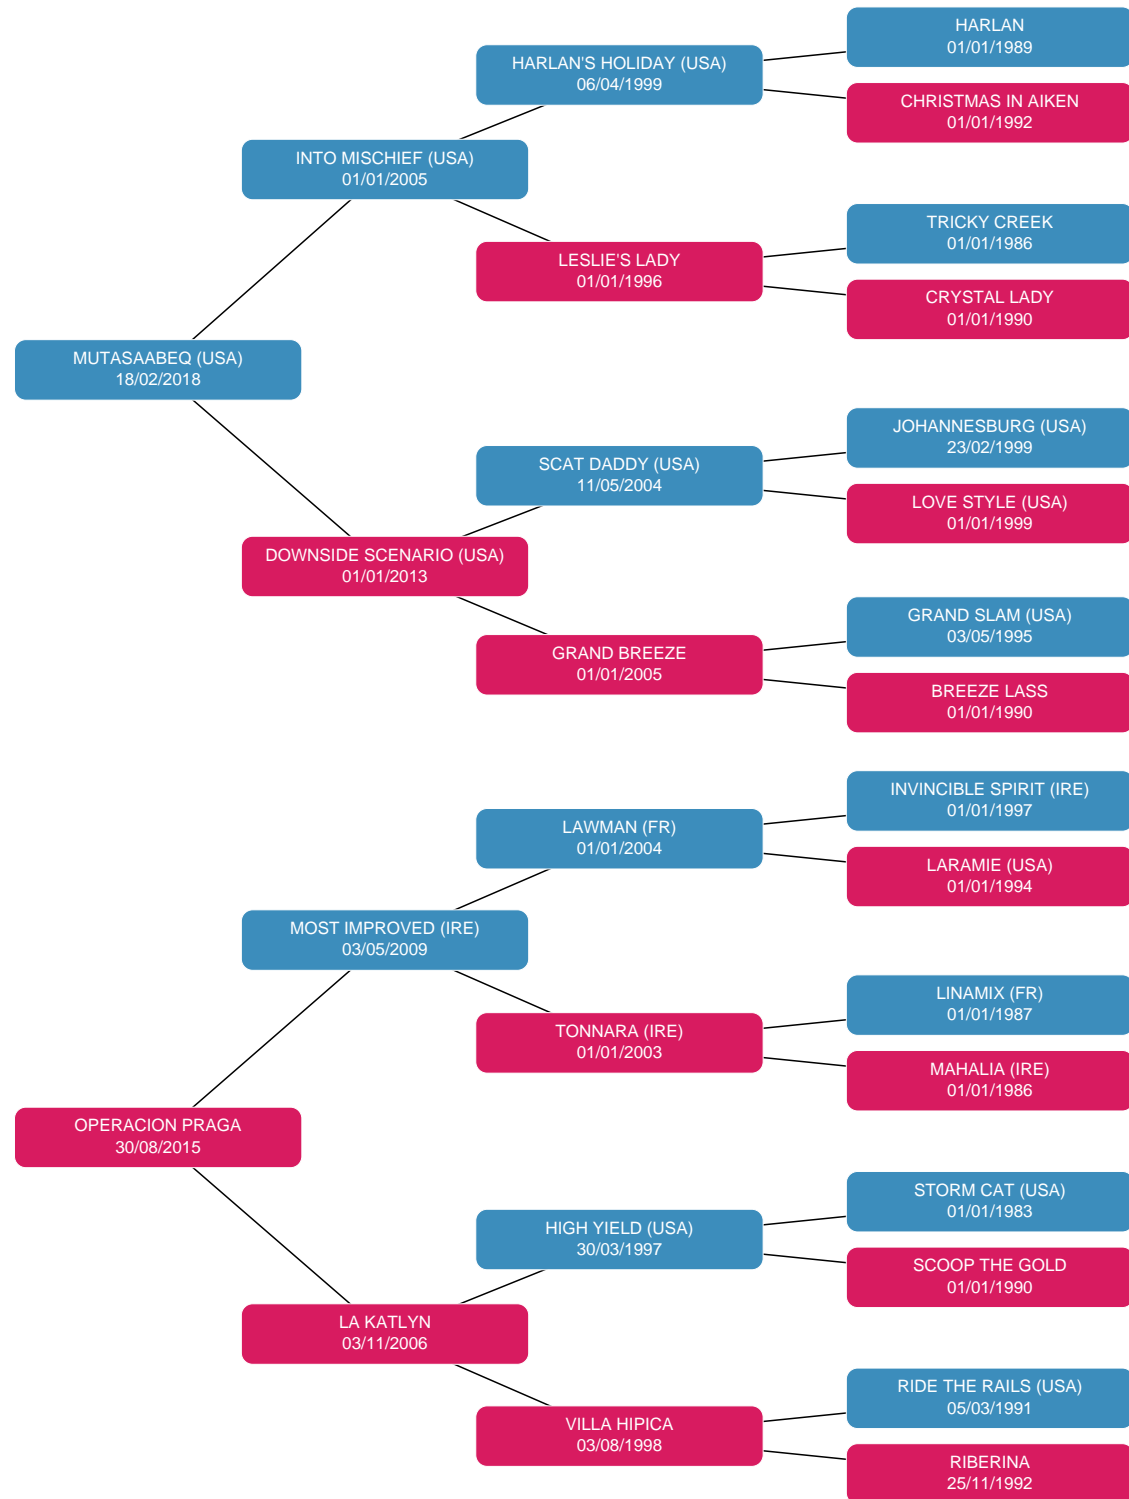 HARLAN
01/01/1989
HARLAN'S HOLIDAY (USA)
06/04/1999
CHRISTMAS IN AIKEN
01/01/1992
INTO MISCHIEF (USA)
01/01/2005
TRICKY CREEK
01/01/1986
LESLIE'S LADY
01/01/1996
CRYSTAL LADY
01/01/1990
MUTASAABEQ (USA)
18/02/2018
JOHANNESBURG (USA)
23/02/1999
SCAT DADDY (USA)
11/05/2004
LOVE STYLE (USA)
01/01/1999
DOWNSIDE SCENARIO (USA)
01/01/2013
GRAND SLAM (USA)
03/05/1995
GRAND BREEZE
01/01/2005
BREEZE LASS
01/01/1990
INVINCIBLE SPIRIT (IRE)
01/01/1997
LAWMAN (FR)
01/01/2004
LARAMIE (USA)
01/01/1994
MOST IMPROVED (IRE)
03/05/2009
LINAMIX (FR)
01/01/1987
TONNARA (IRE)
01/01/2003
MAHALIA (IRE)
01/01/1986
OPERACION PRAGA
30/08/2015
STORM CAT (USA)
01/01/1983
HIGH YIELD (USA)
30/03/1997
SCOOP THE GOLD
01/01/1990
LA KATLYN
03/11/2006
RIDE THE RAILS (USA)
05/03/1991
VILLA HIPICA
03/08/1998
RIBERINA
25/11/1992